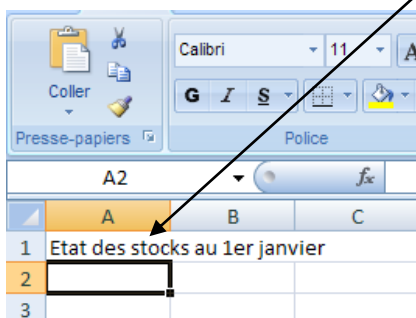 Calibri 11 A
Coller
G I S
Presse-papiers Police
A2 fx
A B C
1 Etat des stocks au 1er janvier
2
3